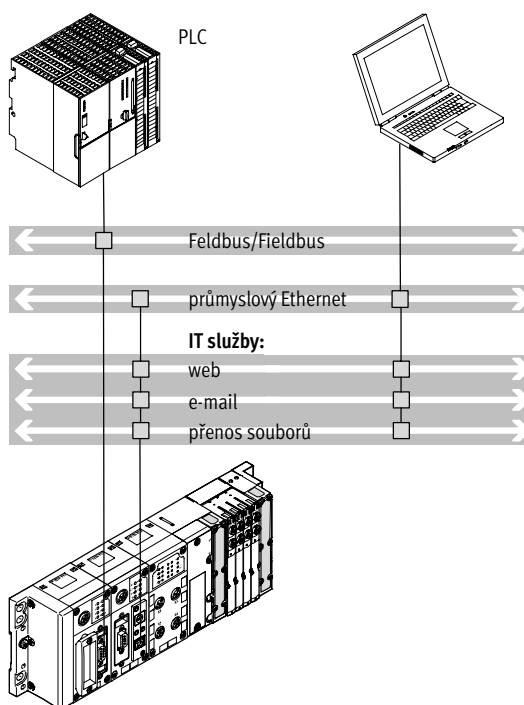 PLC
Feldbus/Fieldbus
průmyslový Ethernet
IT služby:
web
e-mail
přenos souborů